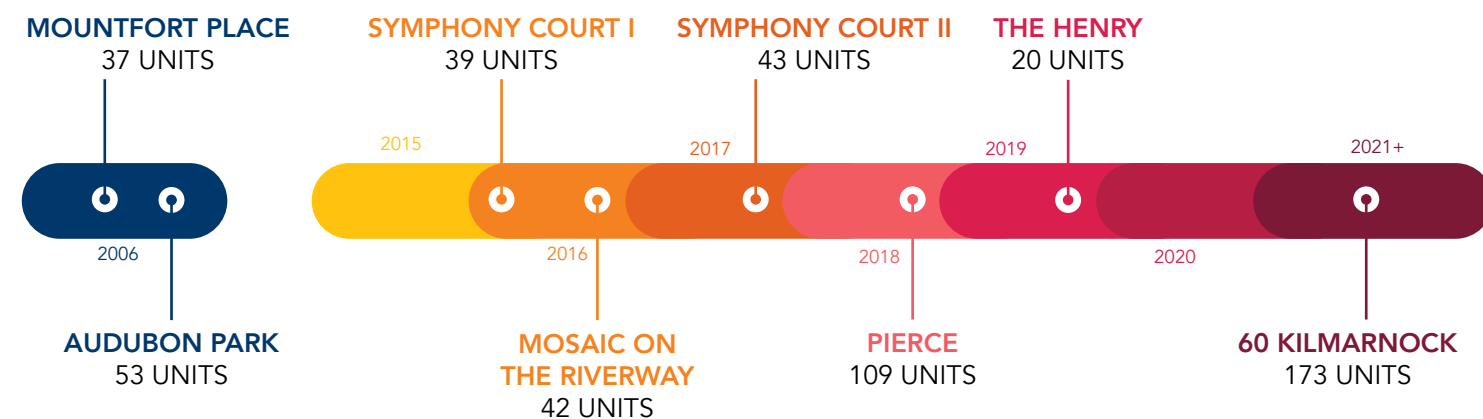 MOUNTFORT PLACE
37 UNITS
SYMPHONY COURT I
39 UNITS
SYMPHONY COURT II
43 UNITS
THE HENRY
20 UNITS
2015
2017
2019
2021+
2006
2016
2018
2020
AUDUBON PARK
53 UNITS
MOSAIC ON
THE RIVERWAY
42 UNITS
PIERCE
109 UNITS
60 KILMARNOCK
173 UNITS